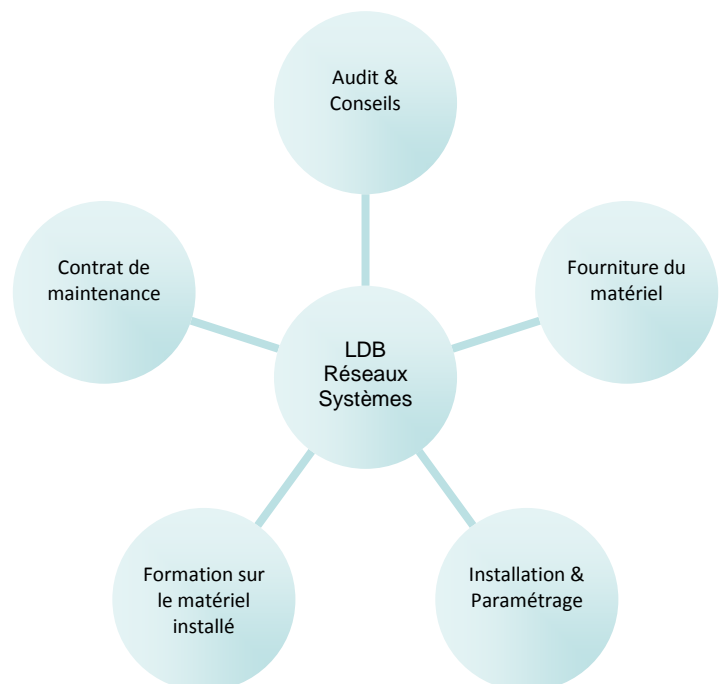 Audit &
Conseils
Contrat de
maintenance
Fourniture du
matériel
LDB
Réseaux
Systèmes
Formation sur
le matériel
installé
Installation &
Paramétrage